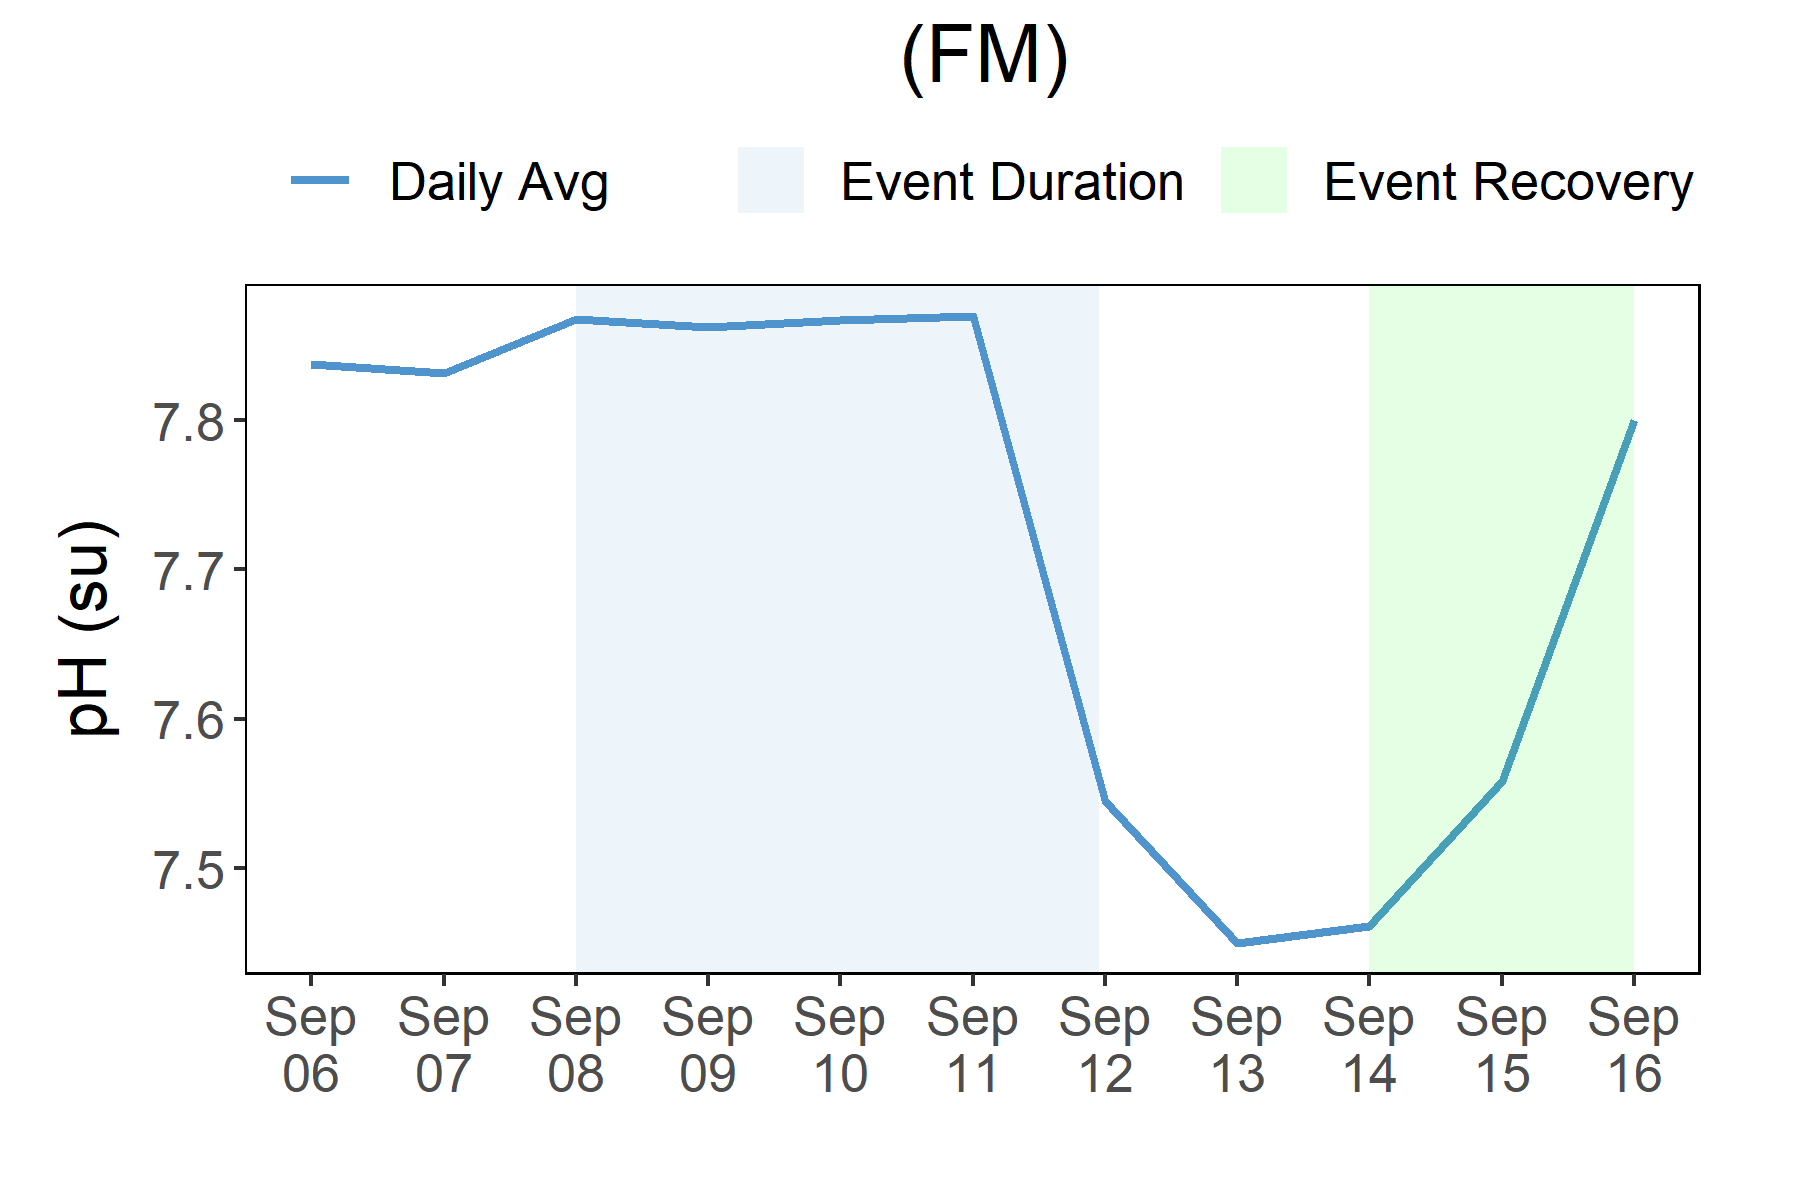 (FM)
Daily Avg Event Duration Event Recovery
pH (su)
7.8
7.7
7.6
7.5
Sep Sep Sep Sep Sep Sep Sep Sep Sep Sep Sep
06 07 08 09 10 11 12 13 14 15 16